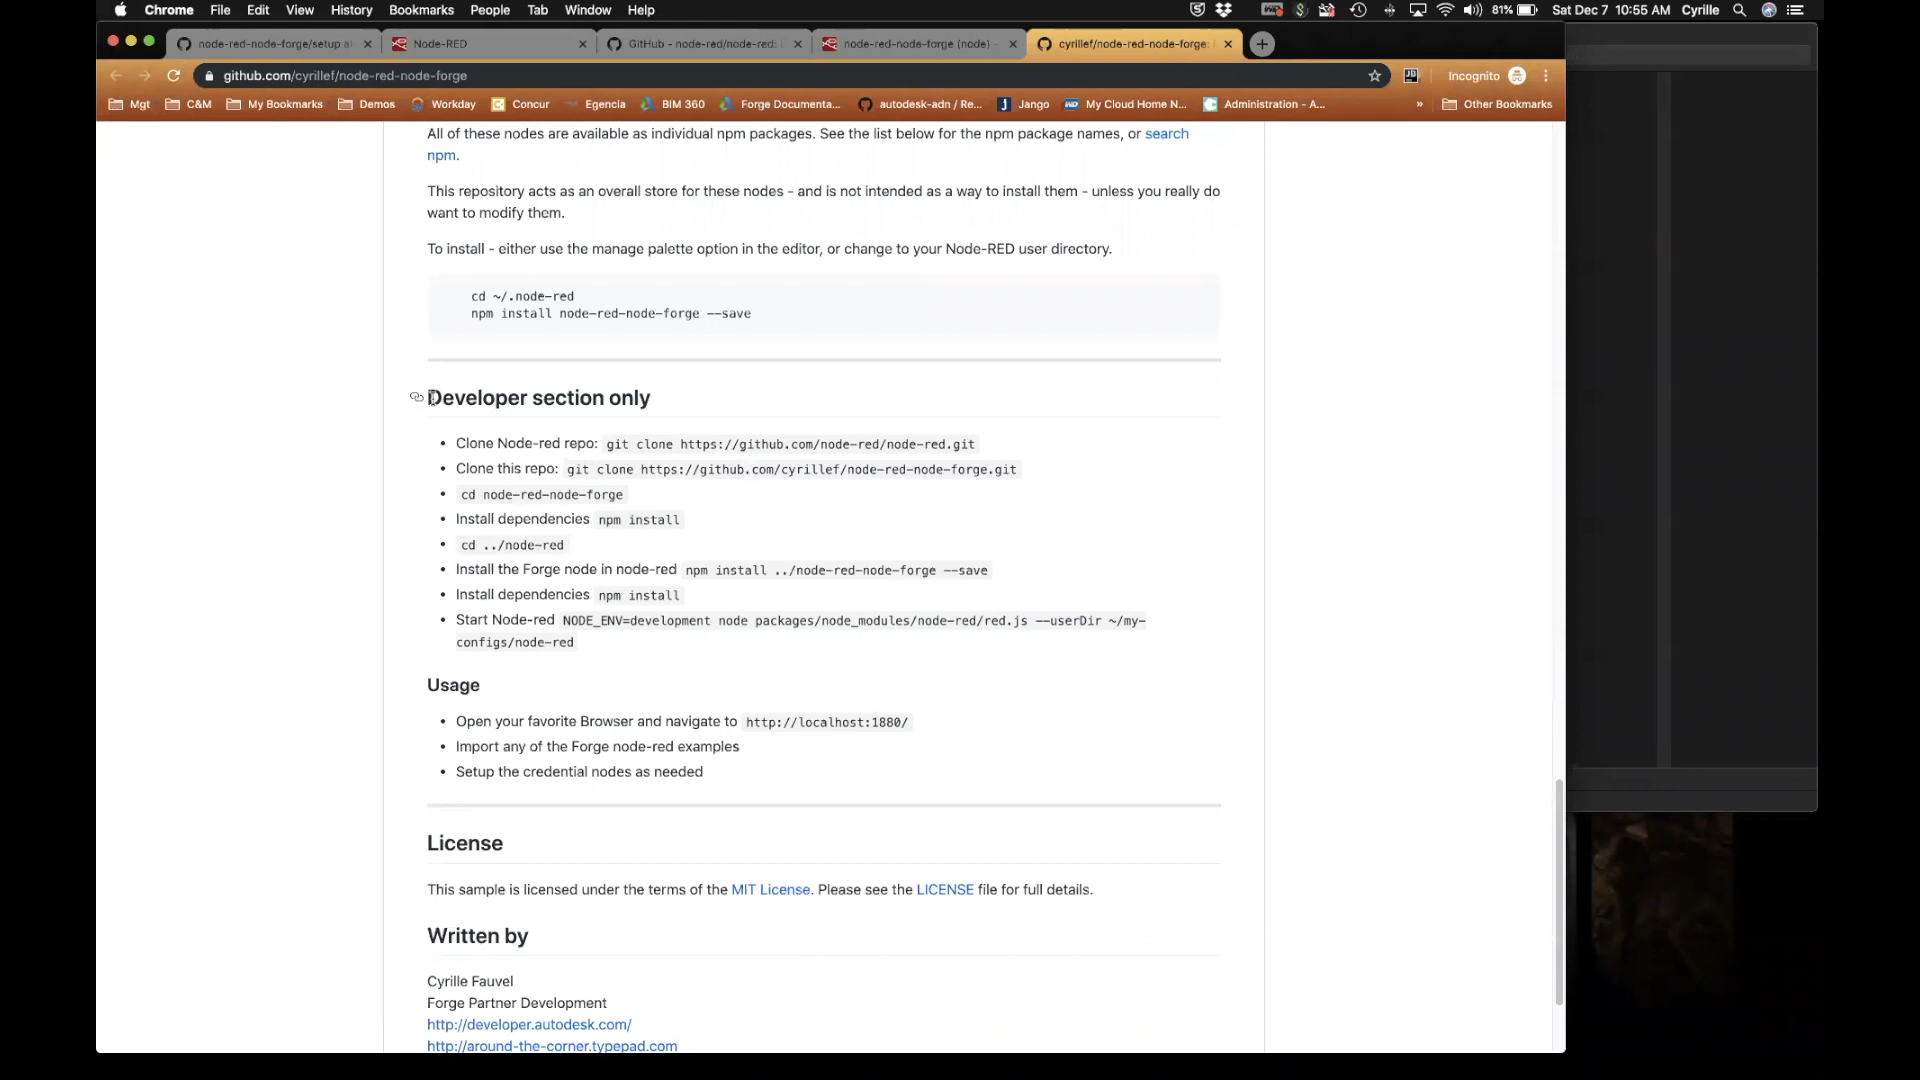 Chrome File Edit View History Bookmarks People Tab Window Help 81% Sat Dec 7 10:55 AM Cyrille
node-red-node-forge/setup Node-RED GitHub - node-red/node-red: node-red-node-forge (node) - cyrillef/node-red-node-forge:
github.com/cyrillef/node-red-node-forge Incognito
Mgt C&M My Bookmarks Demos Workday Concur Egencia BIM 360 Forge Documenta... autodesk-adn / Re... Jango My Cloud Home N... Administration - A... » Other Bookmarks
All of these nodes are available as individual npm packages. See the list below for the npm package names, or search
npm.
This repository acts as an overall store for these nodes - and is not intended as a way to install them - unless you really do
want to modify them.
To install - either use the manage palette option in the editor, or change to your Node-RED user directory.
cd ~/.node-red
npm install node-red-node-forge --save
Developer section only
• Clone Node-red repo: git clone https://github.com/node-red/node-red.git
• Clone this repo: git clone https://github.com/cyrillef/node-red-node-forge.git
• cd node-red-node-forge
• Install dependencies npm install
• cd ../node-red
• Install the Forge node in node-red npm install ../node-red-node-forge --save
• Install dependencies npm install
• Start Node-red NODE_ENV=development node packages/node_modules/node-red/red.js --userDir ~/my-
configs/node-red
Usage
• Open your favorite Browser and navigate to http://localhost:1880/
• Import any of the Forge node-red examples
• Setup the credential nodes as needed
License
This sample is licensed under the terms of the MIT License. Please see the LICENSE file for full details.
Written by
Cyrille Fauvel
Forge Partner Development
http://developer.autodesk.com/
http://around-the-corner.typepad.com